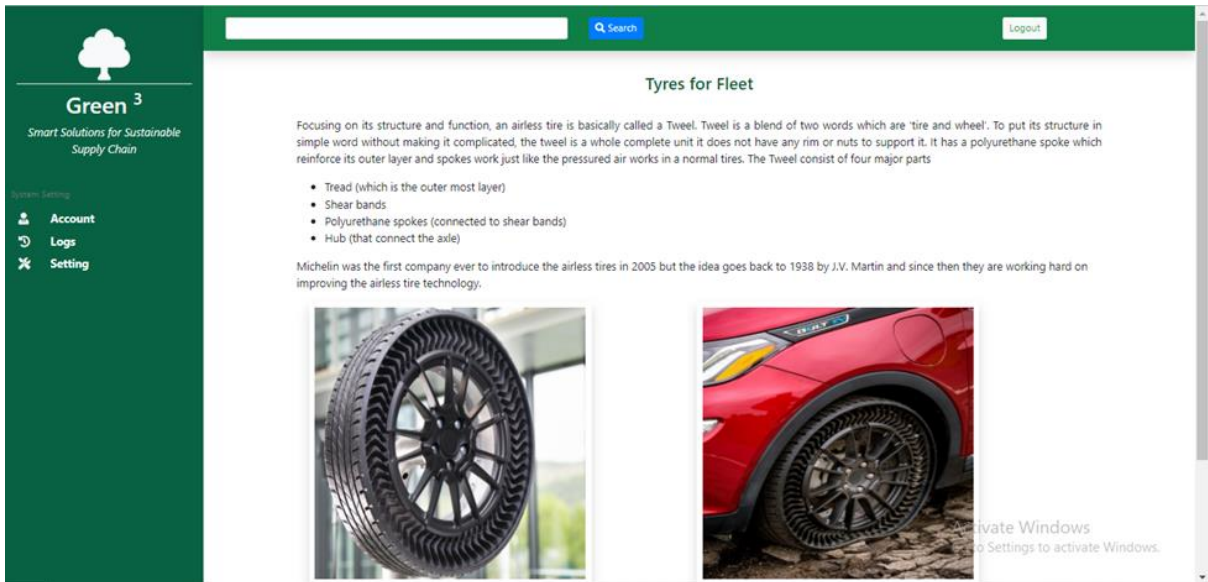 Search
Logout
Green 3
Smart Solutions for Sustainable
Supply Chain
System Setting
Account
Logs
Setting
Tyres for Fleet
Focusing on its structure and function, an airless tire is basically called a Tweel. Tweel is a blend of two words which are 'tire and wheel'. To put its structure in
simple word without making it complicated, the tweel is a whole complete unit it does not have any rim or nuts to support it. It has a polyurethane spoke which
reinforce its outer layer and spokes work just like the pressured air works in a normal tires. The Tweel consist of four major parts
• Tread (which is the outer most layer)
• Shear bands
• Polyurethane spokes (connected to shear bands)
• Hub (that connect the axle)
Michelin was the first company ever to introduce the airless tires in 2005 but the idea goes back to 1938 by J.V. Martin and since then they are working hard on
improving the airless tire technology.
Activate Windows
to Settings to activate Windows.